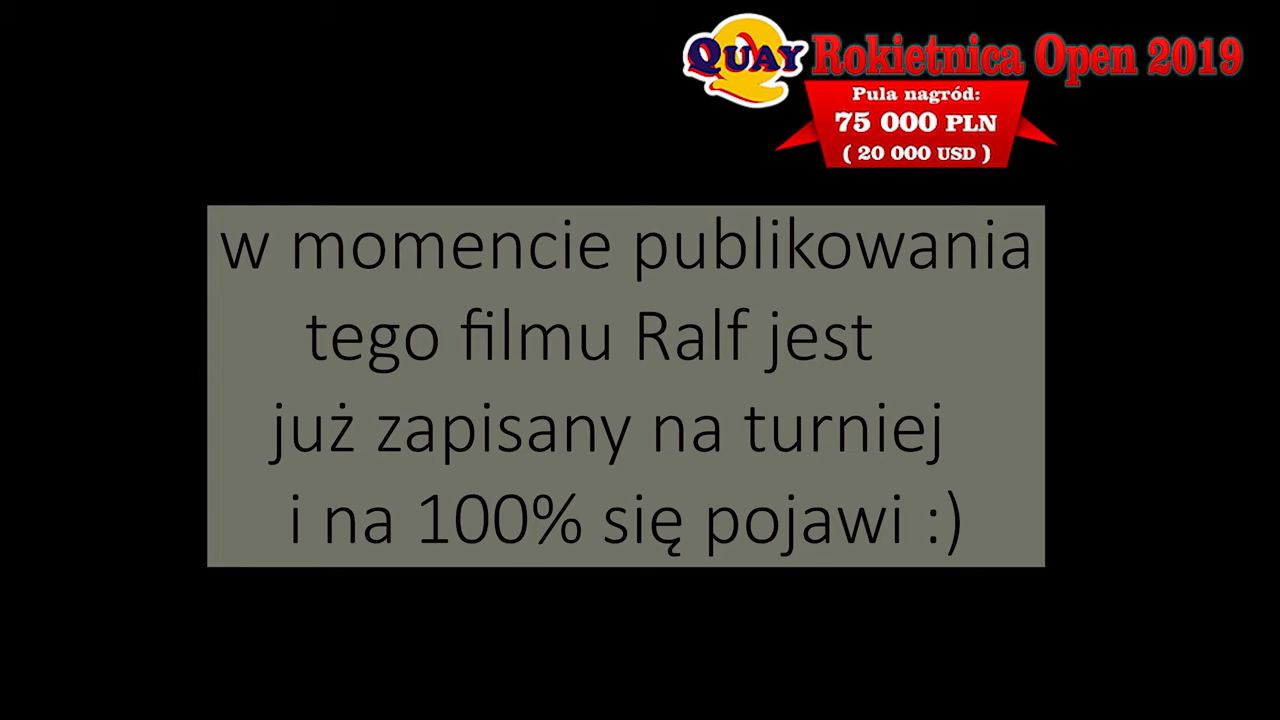 QUAY Rokietnica Open 2019
Pula nagród:
75 000 PLN
( 20 000 USD )
w momencie publikowania
tego filmu Ralf jest
już zapisany na turniej
i na 100% się pojawi :)